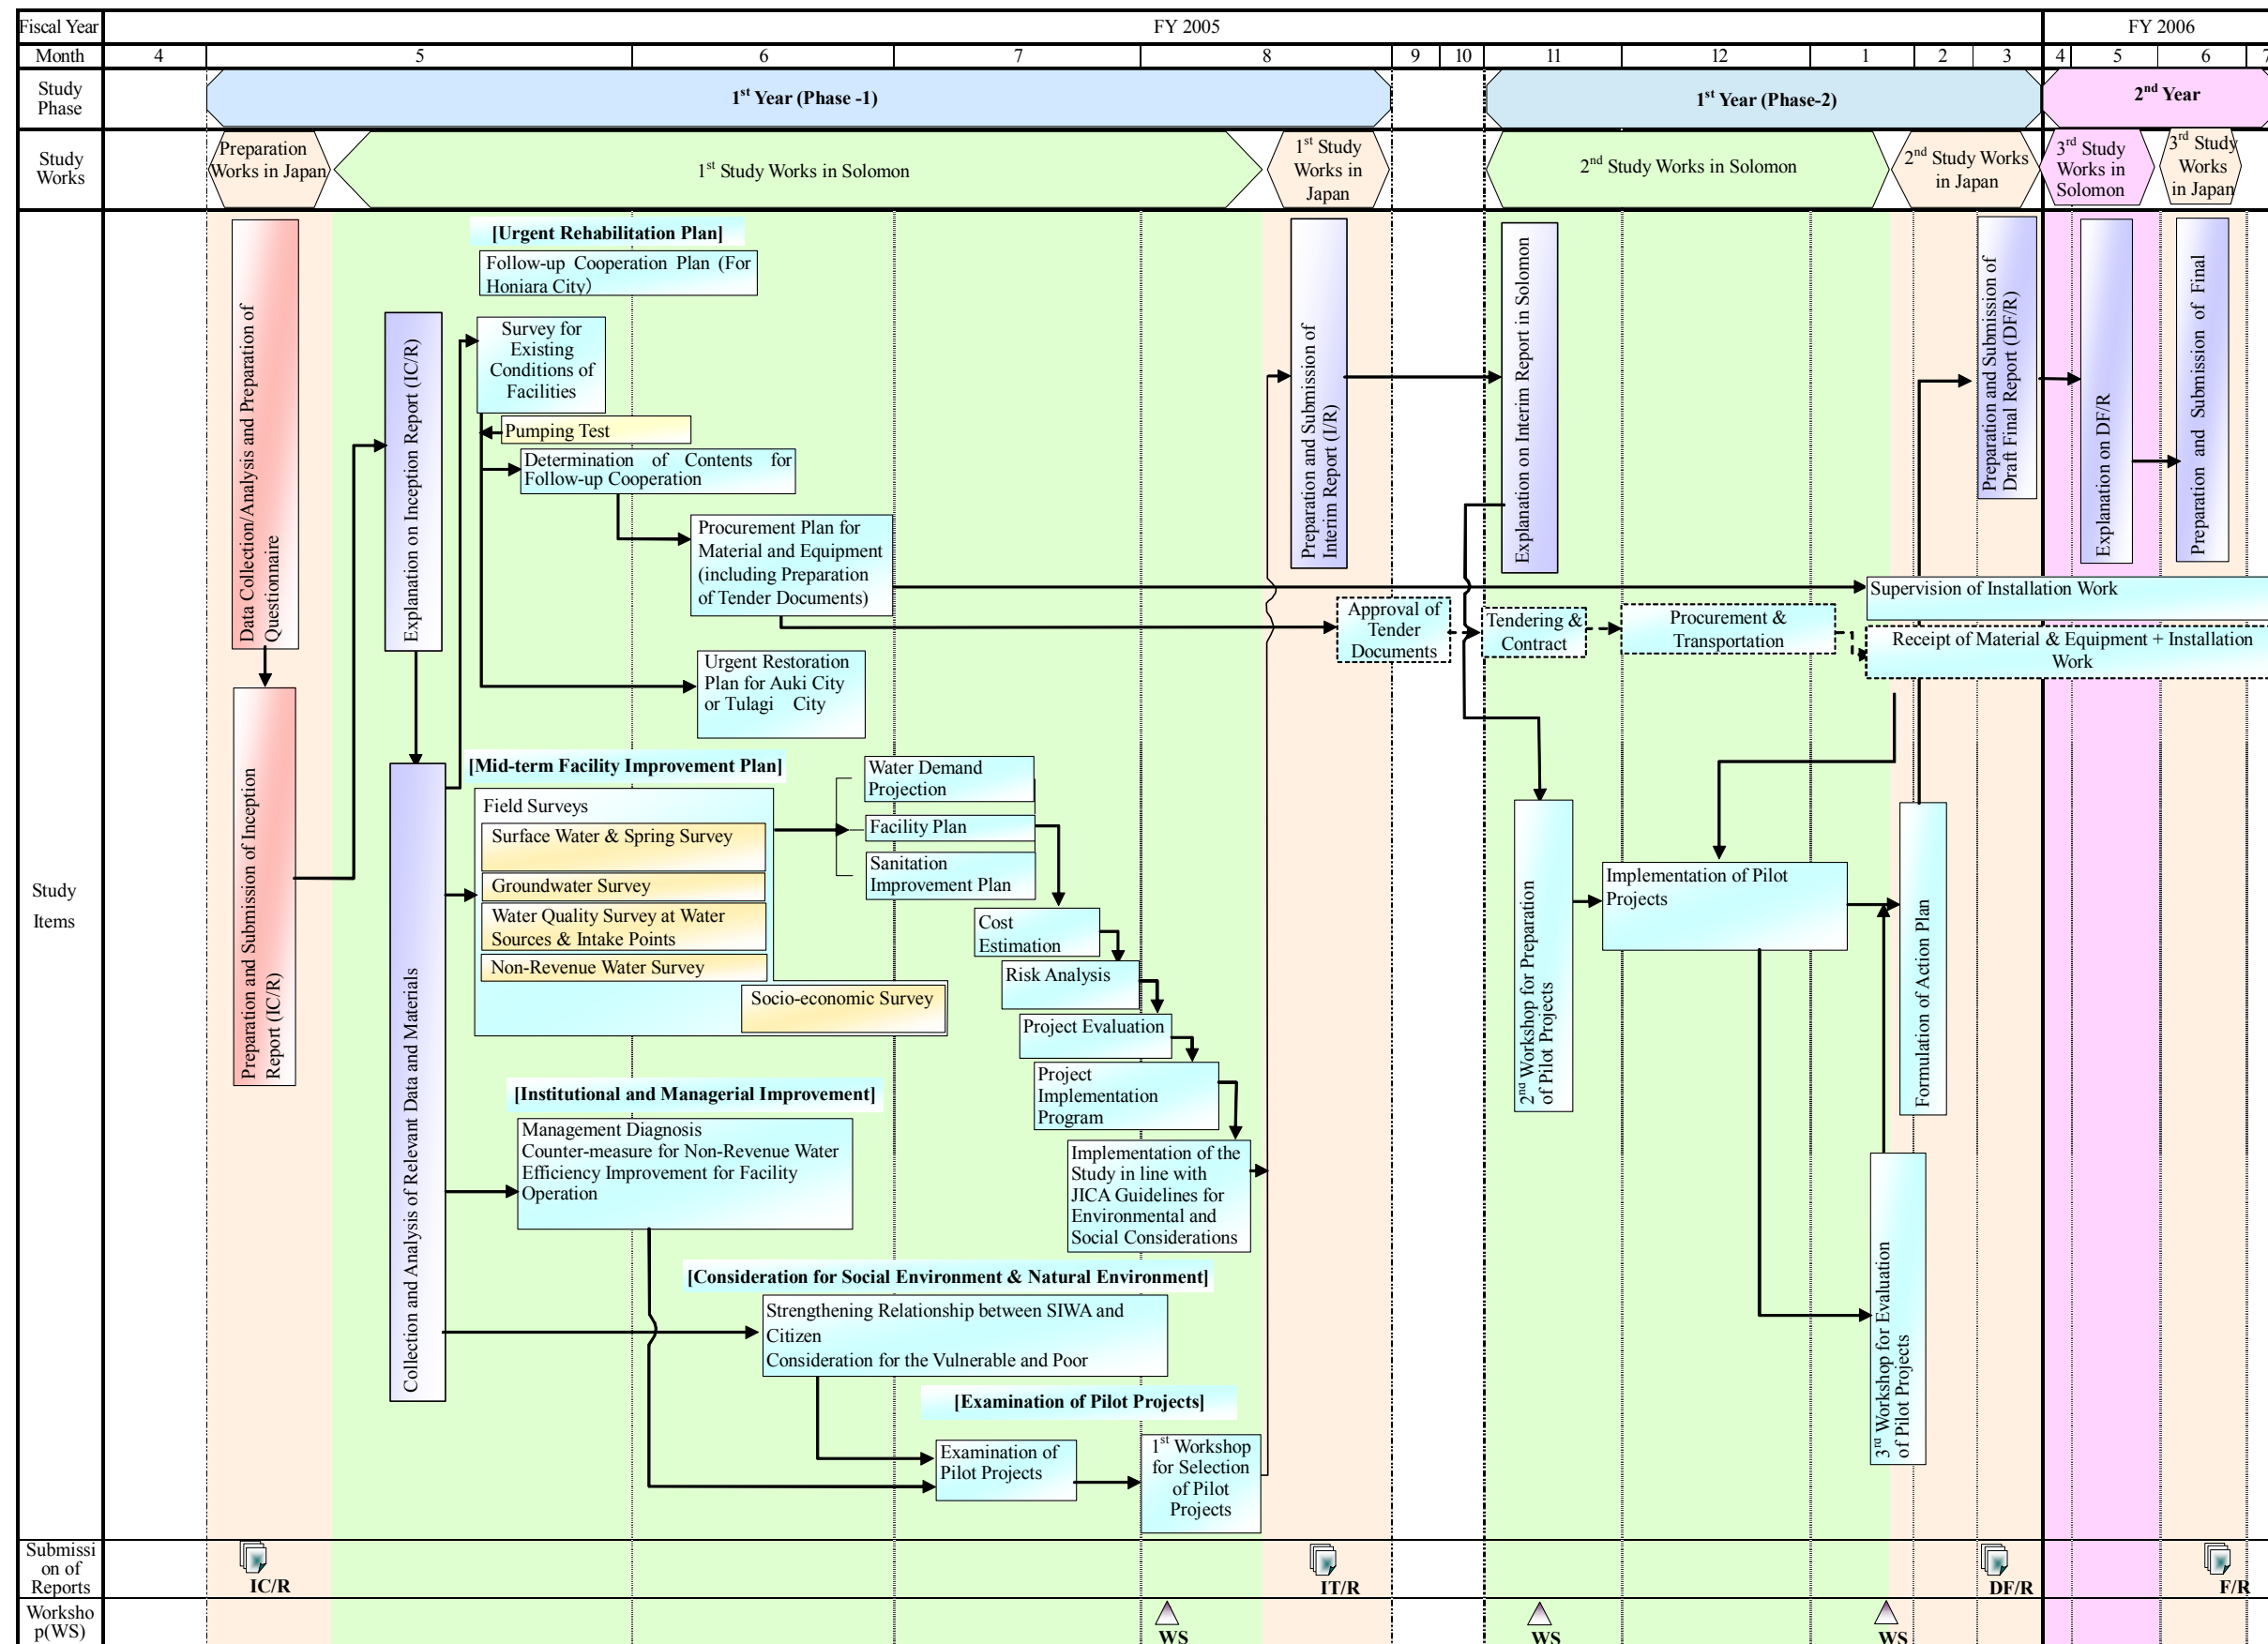 Fiscal Year
FY 2005
FY 2006
Month
4
5
6
7
8
9
10
11
12
1
2
3
4
5
6
7
Study
Phase
1st Year (Phase -1)
1st Year (Phase-2)
2nd Year
Study
Works
Preparation
Works in Japan
1st Study Works in Solomon
1st Study
Works in
Japan
2nd Study Works in Solomon
2nd Study Works
in Japan
3rd Study
Works in
Solomon
3rd Study
Works
in Japan
Study
Items
Data Collection/Analysis and Preparation of
Questionnaire
Preparation and Submission of Inception
Report (IC/R)
Explanation on Inception Report (IC/R)
Collection and Analysis of Relevant Data and Materials
[Urgent Rehabilitation Plan]
Follow-up Cooperation Plan (For
Honiara City)
Survey for
Existing
Conditions of
Facilities
Pumping Test
Determination of Contents for
Follow-up Cooperation
Procurement Plan for
Material and Equipment
(including Preparation
of Tender Documents)
Urgent Restoration
Plan for Auki City
or Tulagi City
[Mid-term Facility Improvement Plan]
Field Surveys
Surface Water & Spring Survey
Groundwater Survey
Water Quality Survey at Water
Sources & Intake Points
Non-Revenue Water Survey
Socio-economic Survey
Water Demand
Projection
Facility Plan
Sanitation
Improvement Plan
Cost
Estimation
Risk Analysis
Project Evaluation
Project
Implementation
Program
Implementation of the
Study in line with
JICA Guidelines for
Environmental and
Social Considerations
[Institutional and Managerial Improvement]
Management Diagnosis
Counter-measure for Non-Revenue Water
Efficiency Improvement for Facility
Operation
[Consideration for Social Environment & Natural Environment]
Strengthening Relationship between SIWA and
Citizen
Consideration for the Vulnerable and Poor
[Examination of Pilot Projects]
Examination of
Pilot Projects
1st Workshop
for Selection
of Pilot
Projects
Preparation and Submission of
Interim Report (I/R)
Approval of
Tender
Documents
Explanation on Interim Report in Solomon
Tendering &
Contract
Procurement &
Transportation
Supervision of Installation Work
Receipt of Material & Equipment + Installation
Work
2nd Workshop for Preparation
of Pilot Projects
Implementation of Pilot
Projects
3rd Workshop for Evaluation
of Pilot Projects
Formulation of Action Plan
Preparation and Submission of
Draft Final Report (DF/R)
Explanation on DF/R
Preparation and Submission of Final
Submissi
on of
Reports
IC/R
IT/R
DF/R
F/R
Worksho
p(WS)
WS
WS
WS